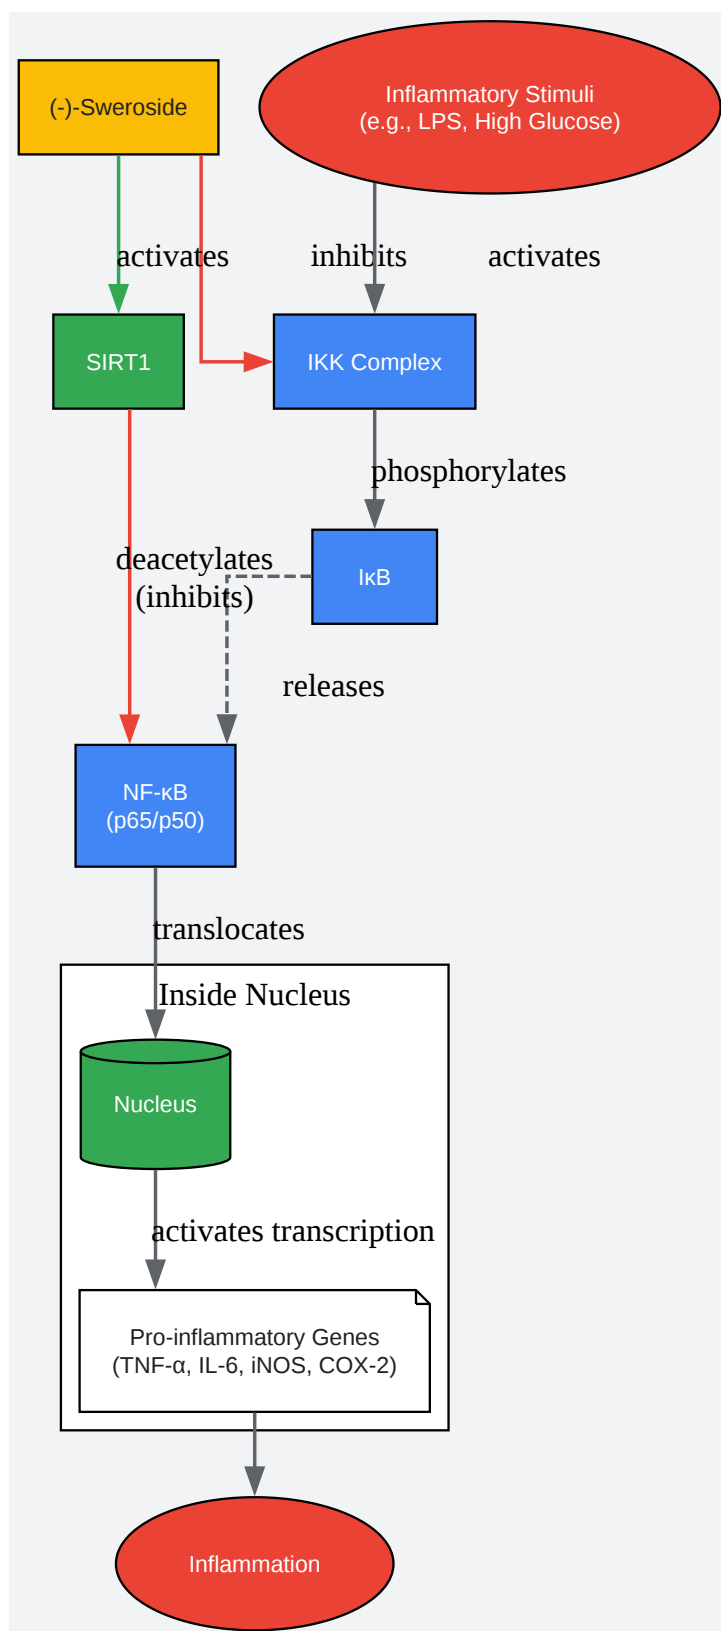 (-)-Sweroside
Inflammatory Stimuli
(e.g., LPS, High Glucose)
activates
inhibits
activates
SIRT1
IKK Complex
phosphorylates
deacetylates
(inhibits)
IκB
releases
NF-κB
(p65/p50)
translocates
Inside Nucleus
Nucleus
activates transcription
Pro-inflammatory Genes
(TNF-α, IL-6, iNOS, COX-2)
Inflammation